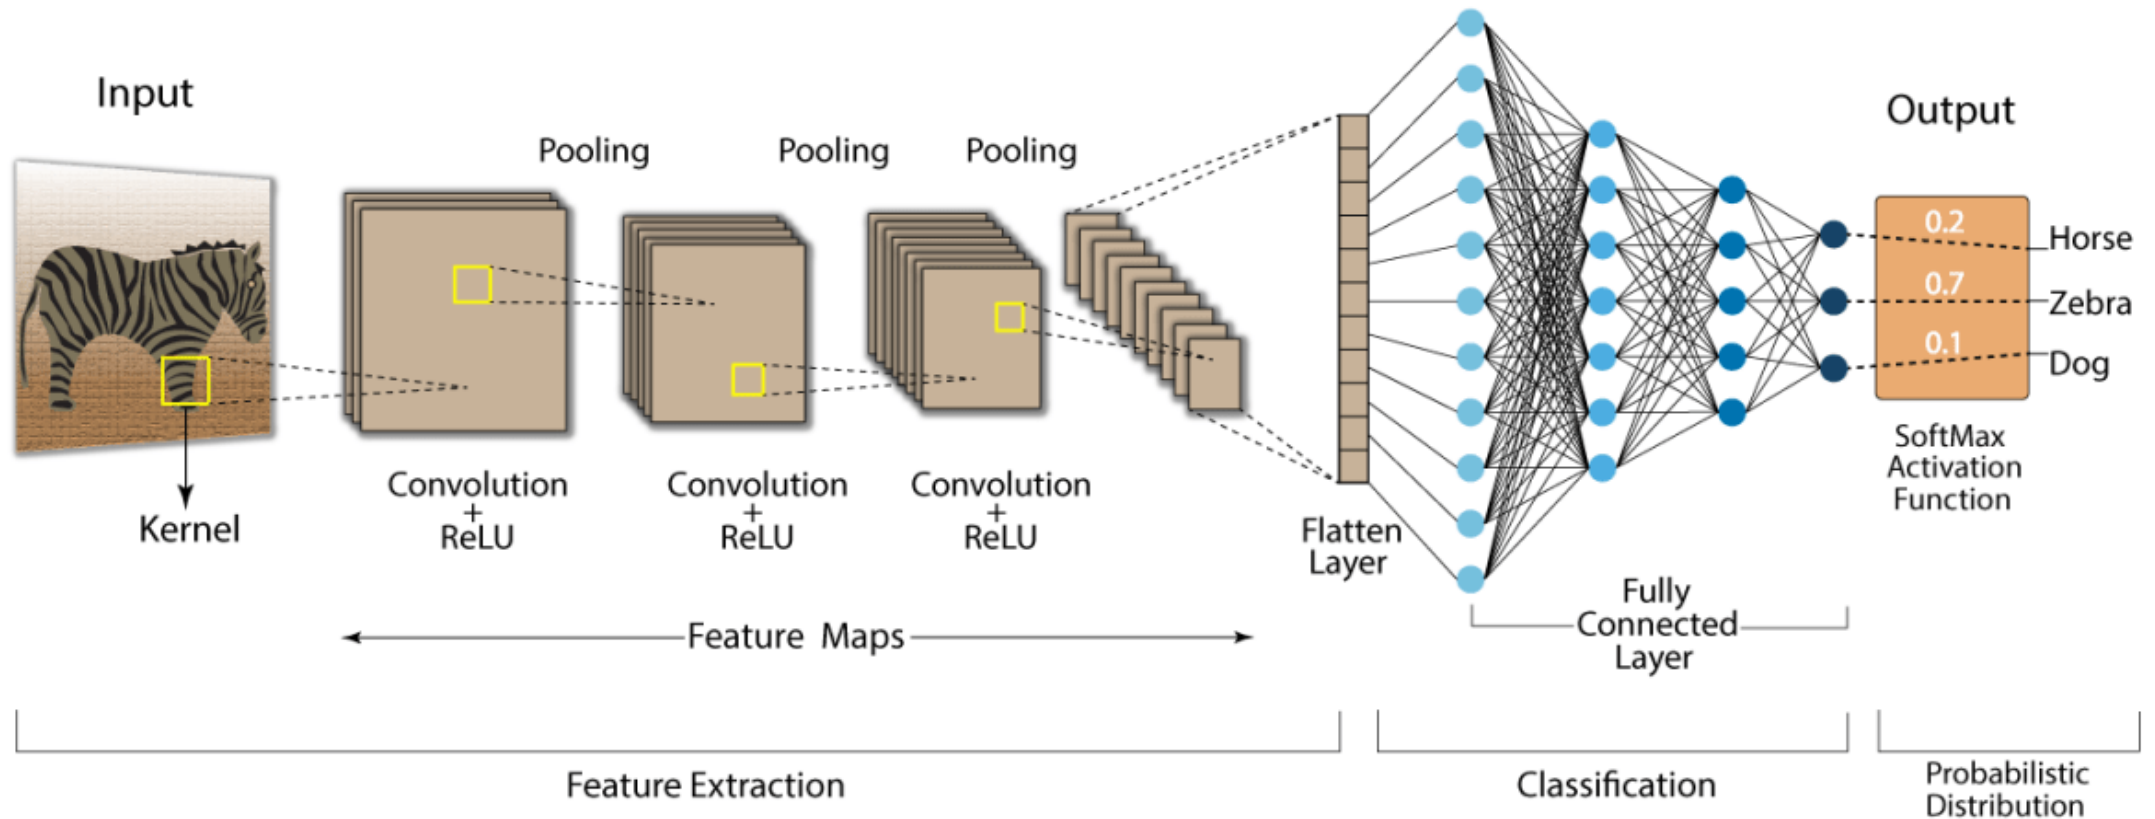 Input
Pooling
Pooling
Pooling
Output
0.2
Horse
0.7
Zebra
0.1
Dog
SoftMax
Activation
Function
Kernel
Convolution
+
ReLU
Convolution
+
ReLU
Convolution
+
ReLU
Flatten
Layer
Fully
Connected
Layer
Feature Maps
Feature Extraction
Classification
Probabilistic
Distribution